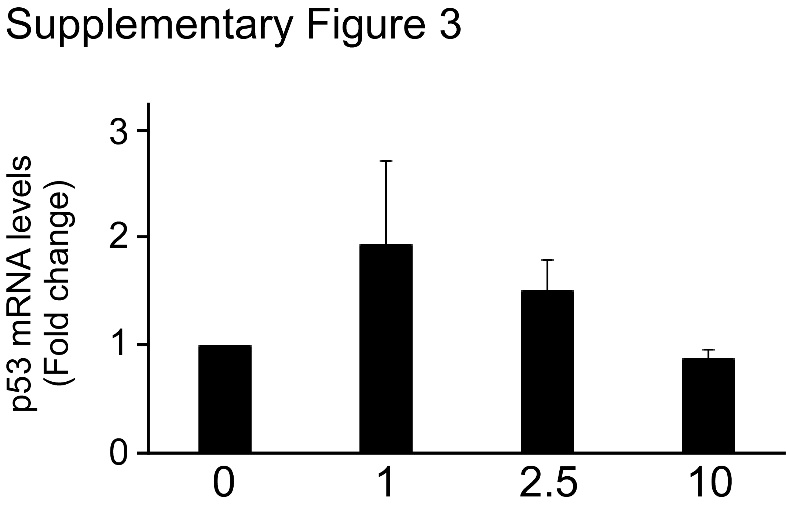 Supplementary Figure 3
p53 mRNA levels
(Fold change)
3
2
1
0
0 1 2.5 10